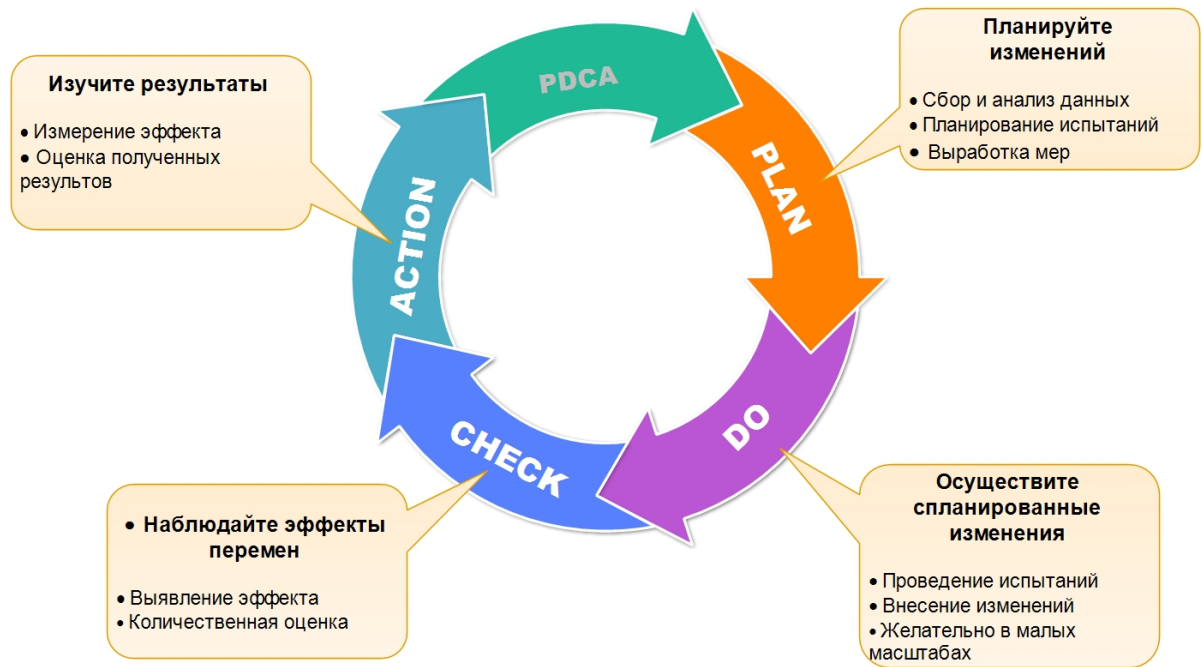 PDCA
Планируйте
изменений
• Сбор и анализ данных
• Планирование испытаний
• Выработка мер
PLAN
Осуществите
спланированные
изменения
• Проведение испытаний
• Внесение изменений
• Желательно в малых
масштабах
DO
• Наблюдайте эффекты
перемен
• Выявление эффекта
• Количественная оценка
CHECK
Изучите результаты
• Измерение эффекта
• Оценка полученных
результов
ACTION